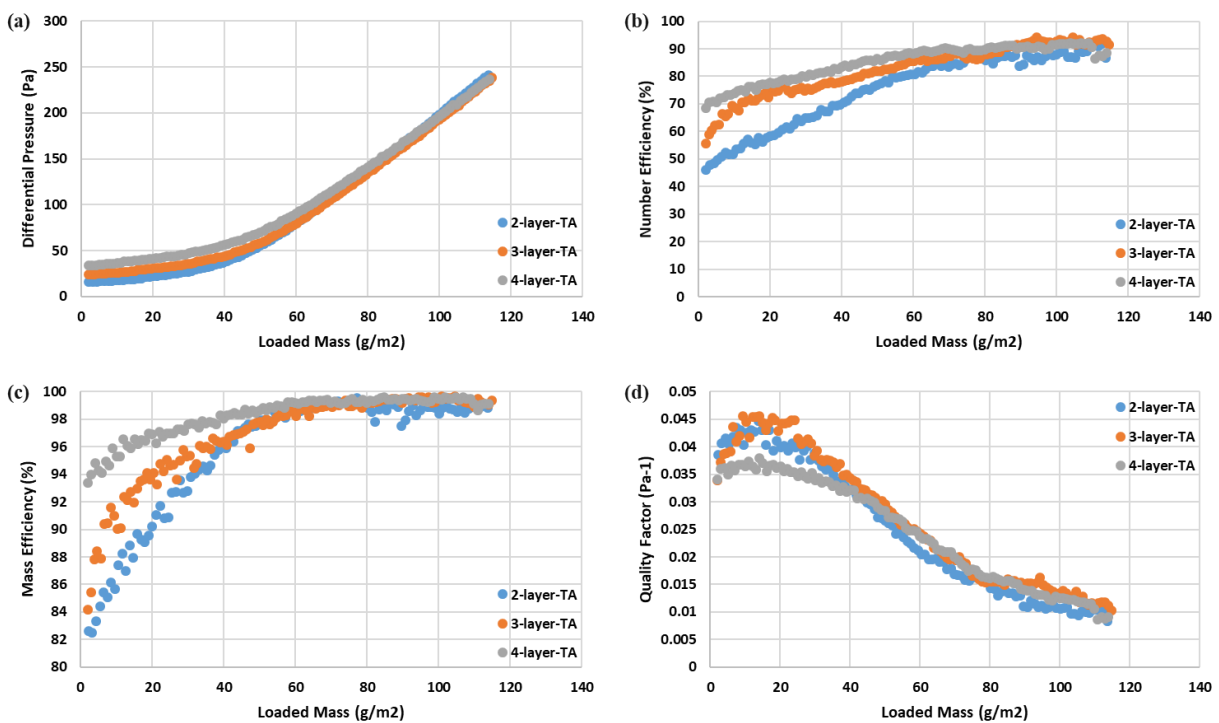 (a)
300
250
200
150
100
50
0
Differential Pressure (Pa)
2-layer-TA
3-layer-TA
4-layer-TA
0 20 40 60 80 100 120 140
Loaded Mass (g/m2)
(b)
100
90
80
70
60
50
40
30
20
10
0
Number Efficiency (%)
2-layer-TA
3-layer-TA
4-layer-TA
0 20 40 60 80 100 120 140
Loaded Mass (g/m2)
(c)
100
98
96
94
92
90
88
86
84
82
80
Mass Efficiency (%)
2-layer-TA
3-layer-TA
4-layer-TA
0 20 40 60 80 100 120 140
Loaded Mass (g/m2)
(d)
0.05
0.045
0.04
0.035
0.03
0.025
0.02
0.015
0.01
0.005
0
Quality Factor (Pa-1)
2-layer-TA
3-layer-TA
4-layer-TA
0 20 40 60 80 100 120 140
Loaded Mass (g/m2)